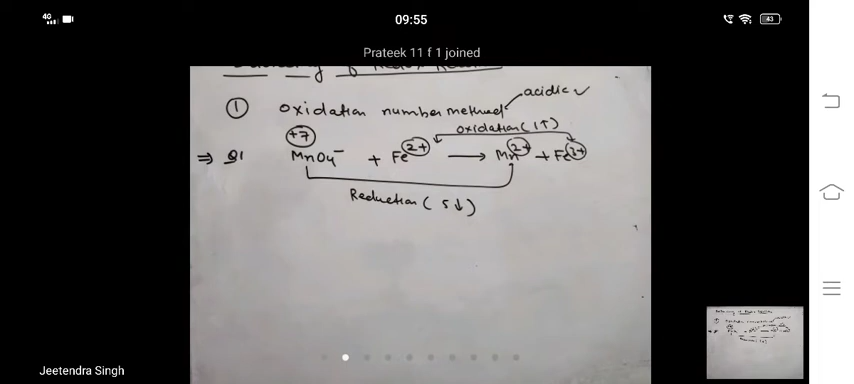 4G
09:55
43
Prateek 11 f 1 joined
① oxidation number method acidic ✓
oxidation (1↑)
+7
⇒ Q1 MnO4⁻ + Fe²⁺ → Mn²⁺ + Fe³⁺
Reduction (5↓)
Jeetendra Singh